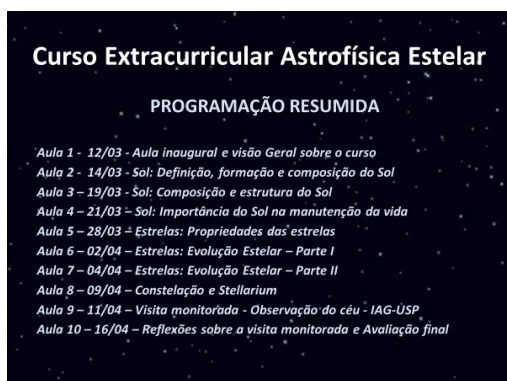 Curso Extracurricular Astrofísica Estelar
PROGRAMAÇÃO RESUMIDA
Aula 1 - 12/03 - Aula inaugural e visão Geral sobre o curso
Aula 2 - 14/03 - Sol: Definição, formação e composição do Sol
Aula 3 – 19/03 - Sol: Composição e estrutura do Sol
Aula 4 – 21/03 – Sol: Importância do Sol na manutenção da vida
Aula 5 – 28/03 – Estrelas: Propriedades das estrelas
Aula 6 – 02/04 – Estrelas: Evolução Estelar – Parte I
Aula 7 – 04/04 – Estrelas: Evolução Estelar – Parte II
Aula 8 – 09/04 – Constelação e Stellarium
Aula 9 – 11/04 – Visita monitorada - Observação do céu - IAG-USP
Aula 10 – 16/04 – Reflexões sobre a visita monitorada e Avaliação final